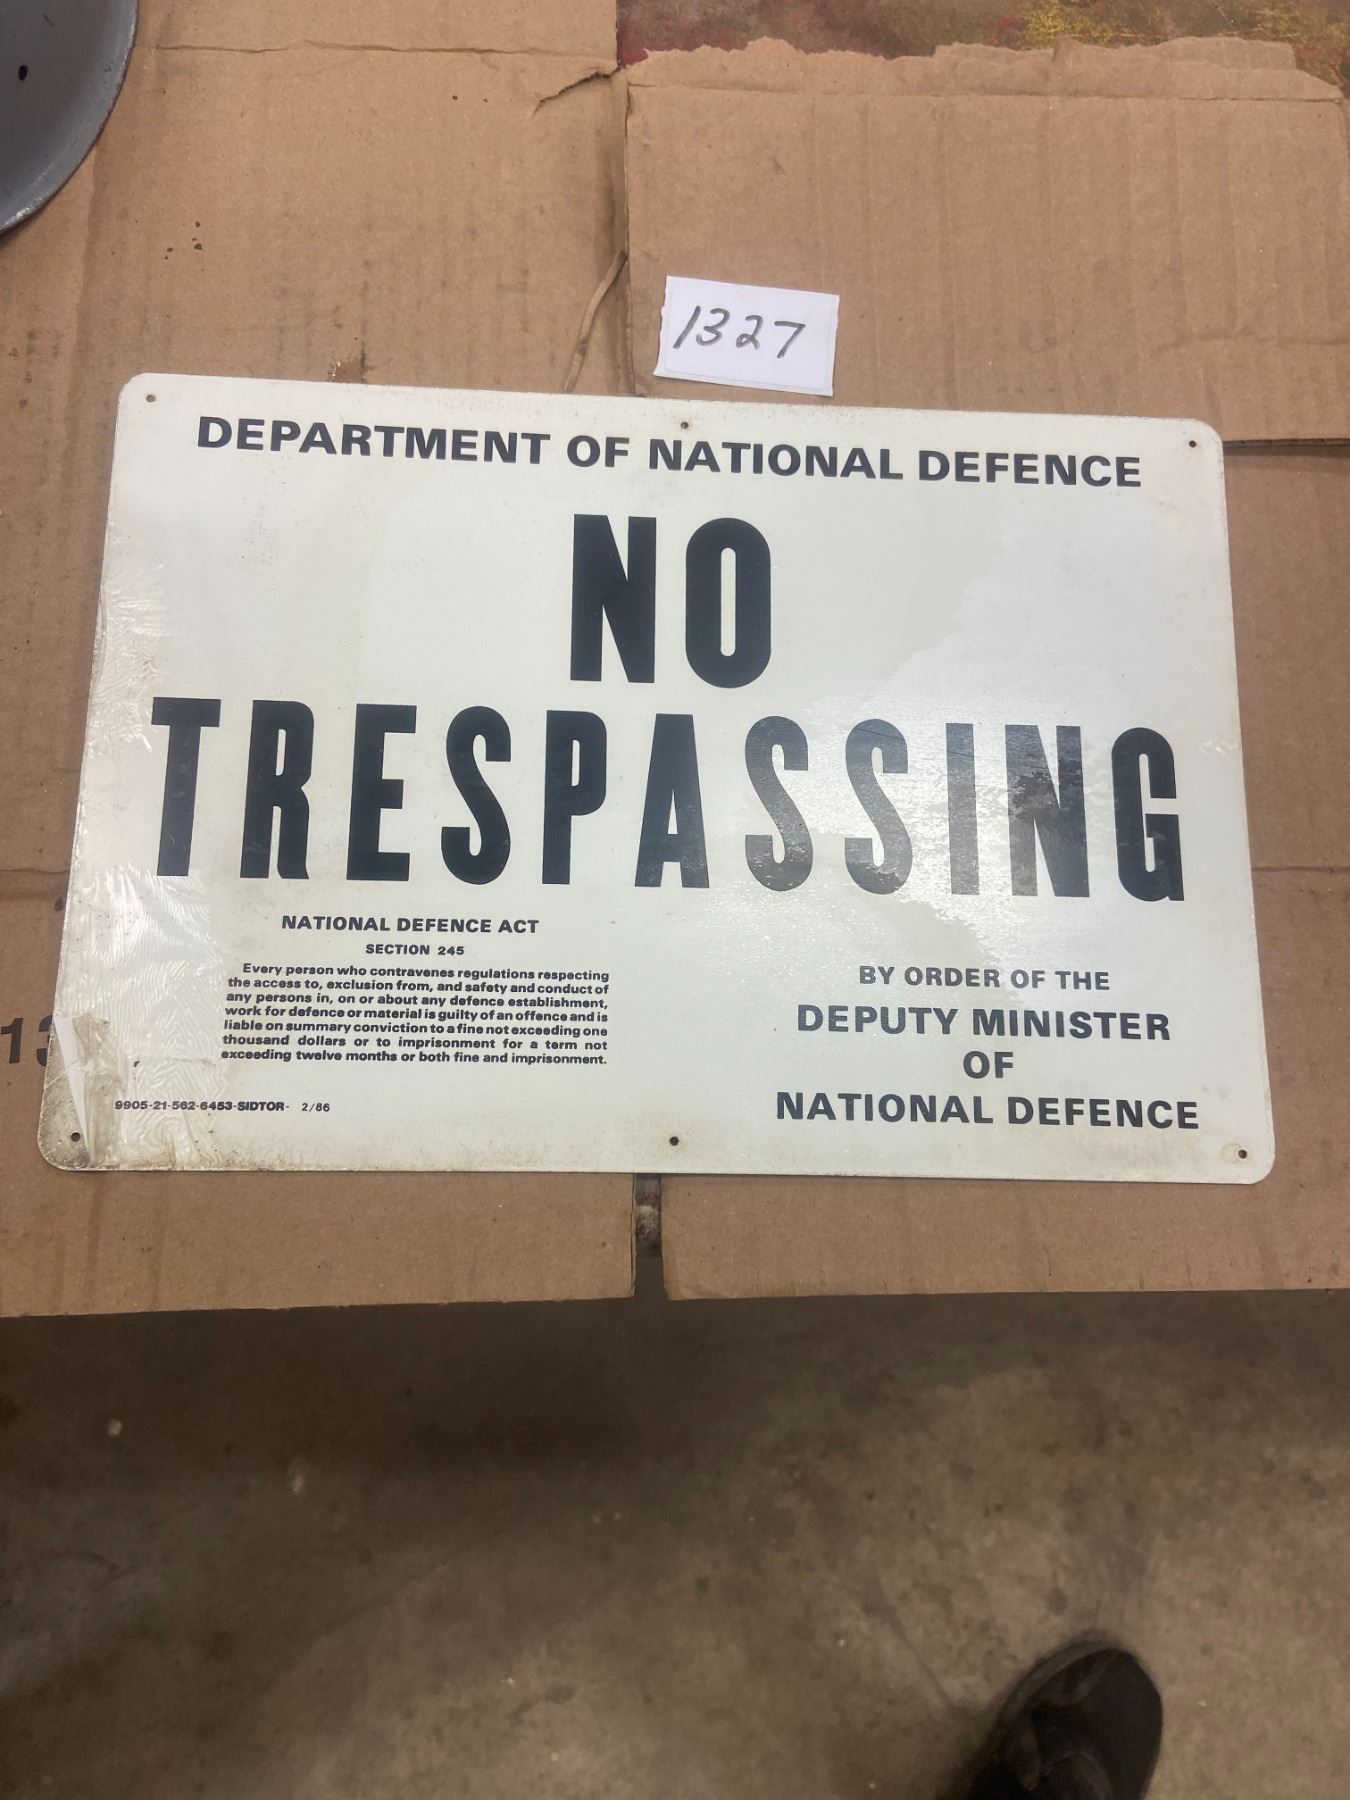 1327
DEPARTMENT OF NATIONAL DEFENCE
NO
TRESPASSING
NATIONAL DEFENCE ACT
SECTION 245
Every person who contravenes regulations respecting
the access to, exclusion from, and safety and conduct of
any persons in, on or about any defence establishment,
work for defence or material is guilty of an offence and is
liable on summary conviction to a fine not exceeding one
thousand dollars or to imprisonment for a term not
exceeding twelve months or both fine and imprisonment.
9905-21-562-6453-SIDTOR- 2/86
BY ORDER OF THE
DEPUTY MINISTER
OF
NATIONAL DEFENCE